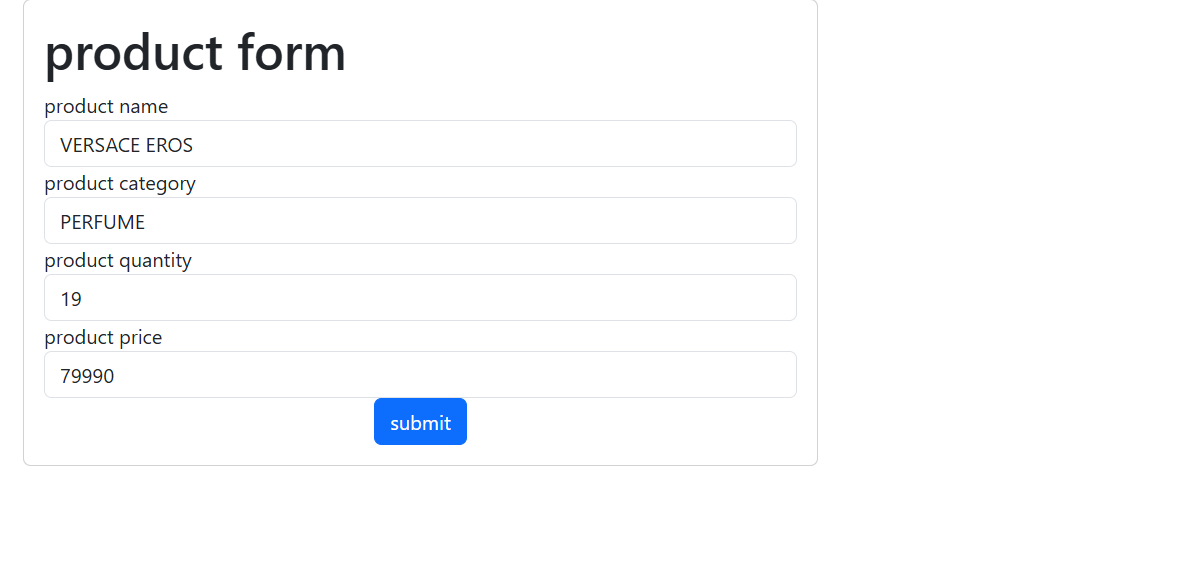 product form
product name
VERSACE EROS
product category
PERFUME
product quantity
19
product price
79990
submit